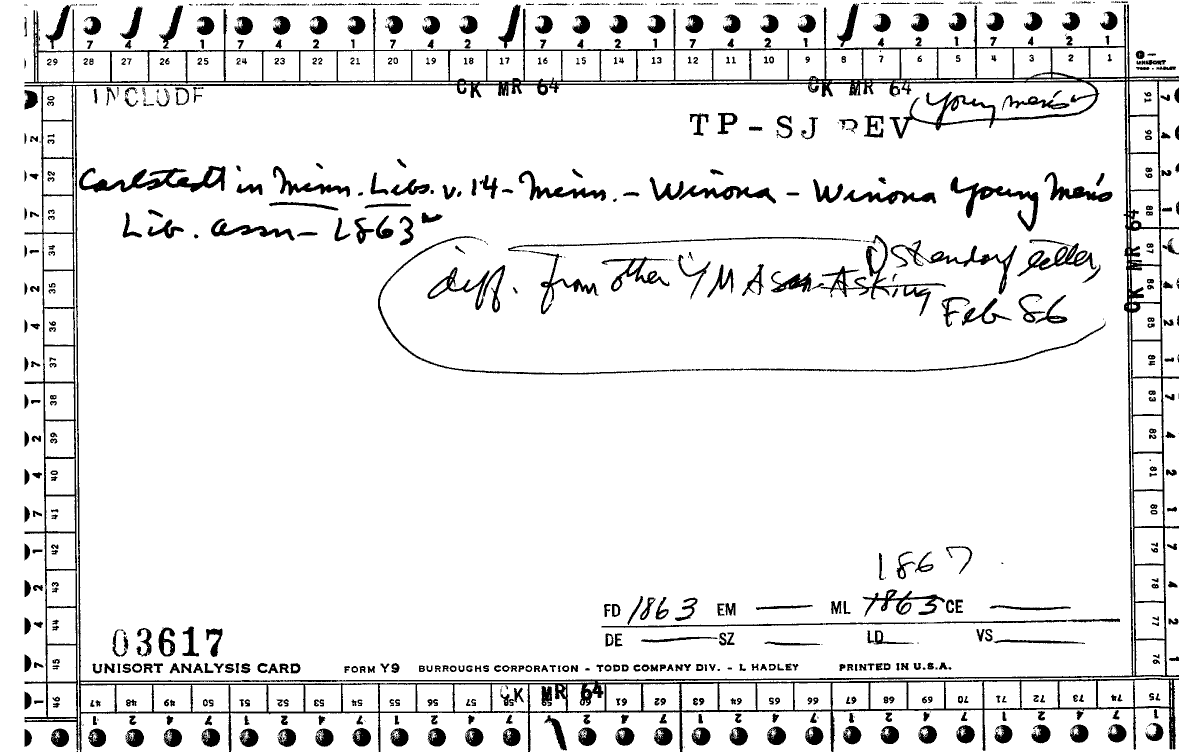 1 7 4 2 1 7 4 2 1 7 4 2 1 7 4 2 1 7 4 2 1 7 4 2 1 7 4 2 1
29 28 27 26 25 24 23 22 21 20 19 18 17 16 15 14 13 12 11 10 9 8 7 6 5 4 3 2 1
UNISORT
TODD - HADLEY
INCLUDE
CK MR 64 CK MR 64
Young men's
TP-SJ REV
Carlstedt in Minn. Libs. v. 14 - Minn. - Winona - Winona Young Men's
Lib. assn - 1863
diff. from other YM Assn - Asking
Ostendorf
Feb 86
CK MR 64
1867
FD 1863 EM — ML 1863 CE —
DE — SZ — LD VS
03617
UNISORT ANALYSIS CARD FORM Y9 BURROUGHS CORPORATION - TODD COMPANY DIV. - L HADLEY PRINTED IN U.S.A.
CK MR 64
30 31 32 33 34 35 36 37 38 39 40 41 42 43 44 45 46
47 48 49 50 51 52 53 54 55 56 57 58 59 60 61 62 63 64 65 66 67 68 69 70 71 72 73 74 75
91 90 89 88 87 86 85 84 83 82 81 80 79 78 77 76